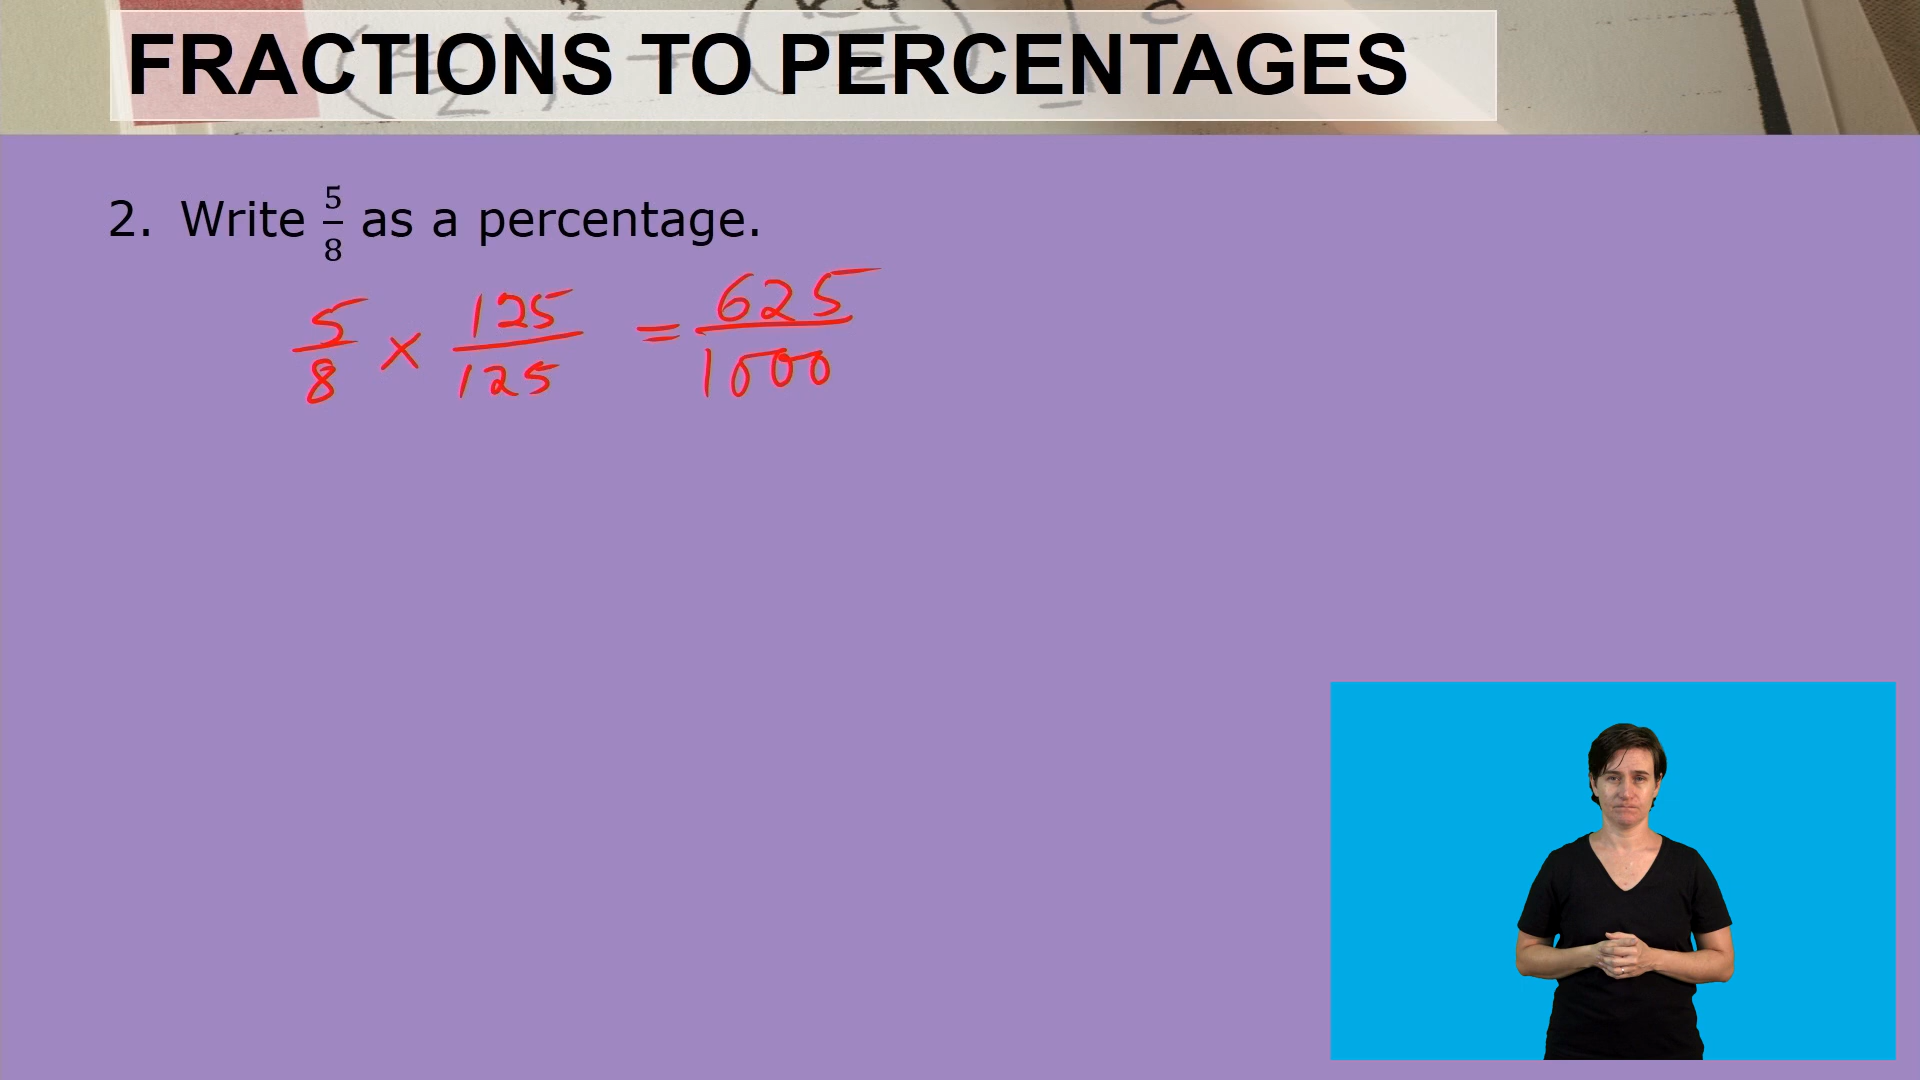 FRACTIONS TO PERCENTAGES
2. Write 5/8 as a percentage.
5/8 × 125/125 = 625/1000